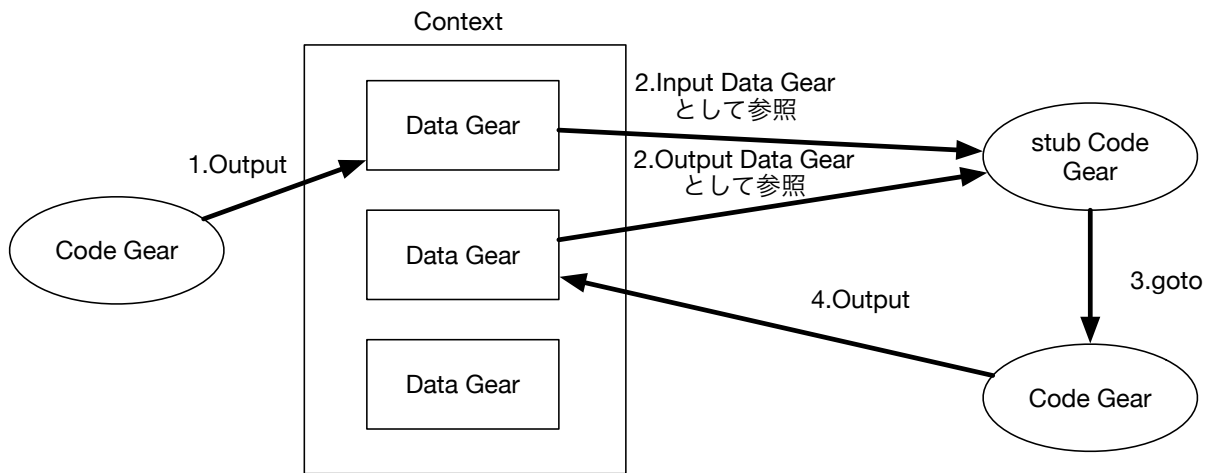 Context
2.Input Data Gear
として参照
Data Gear
1.Output
2.Output Data Gear
として参照
stub Code
Gear
Code Gear
Data Gear
4.Output
3.goto
Data Gear
Code Gear